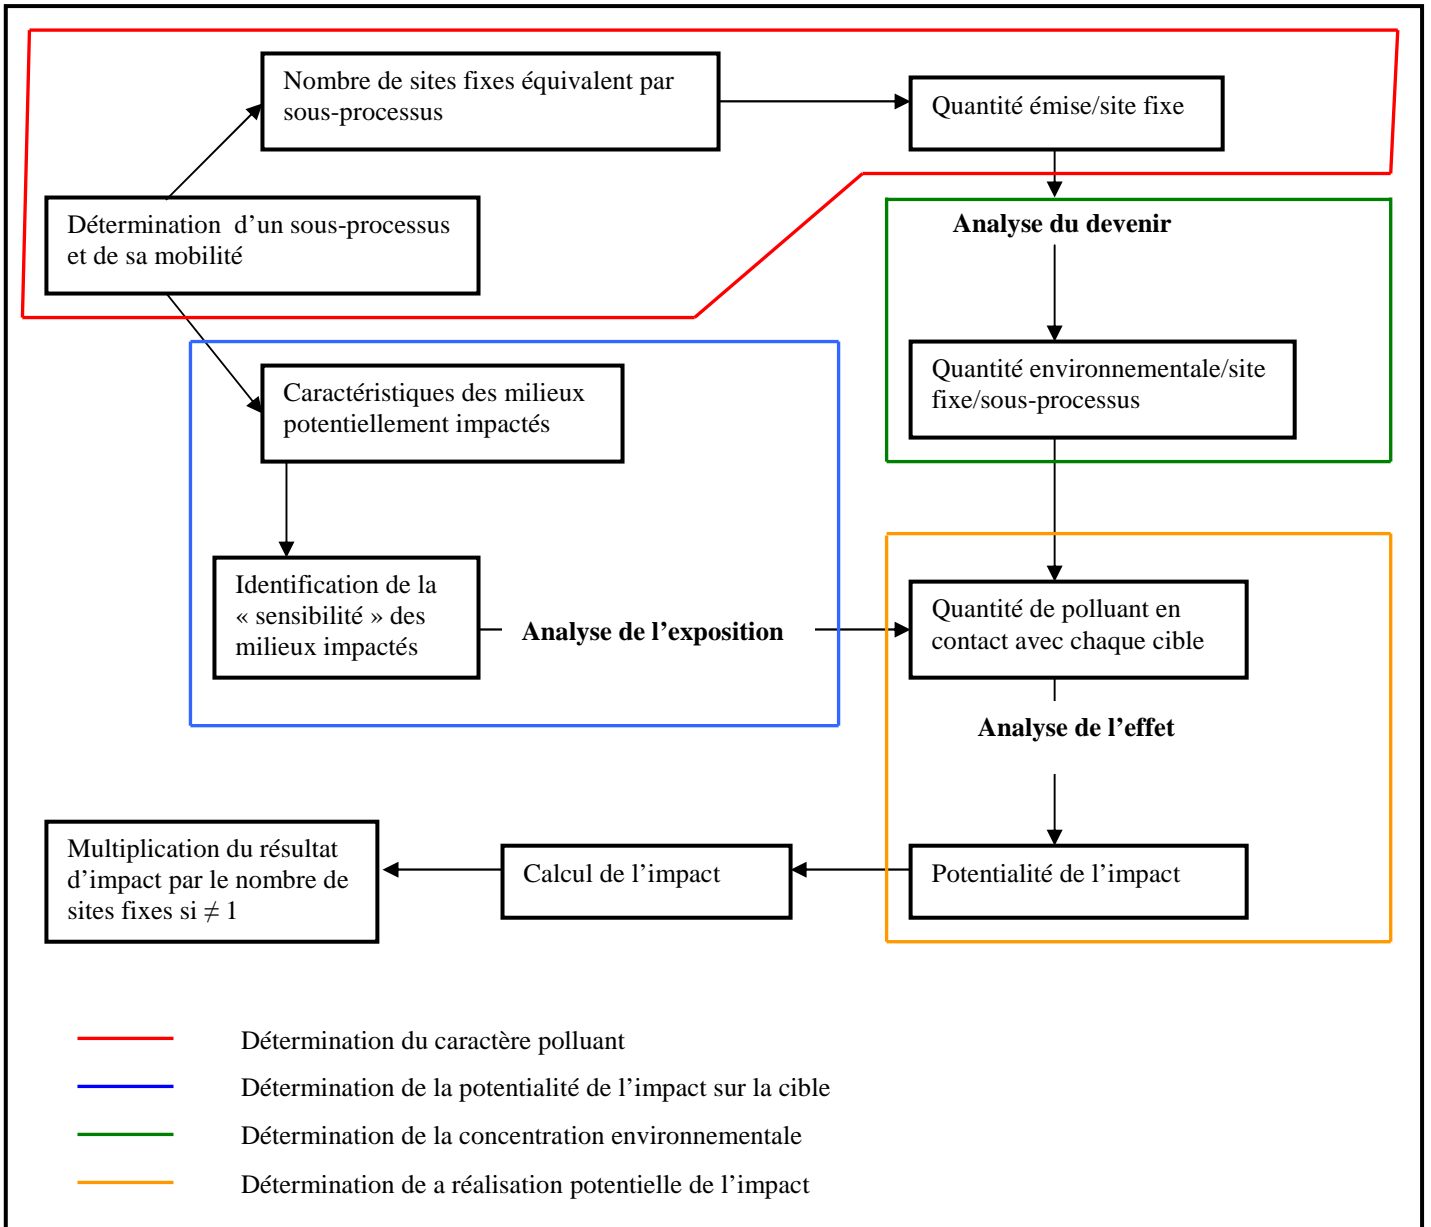 Nombre de sites fixes équivalent par
sous-processus
Quantité émise/site fixe
Détermination d’un sous-processus
et de sa mobilité
Analyse du devenir
Quantité environnementale/site
fixe/sous-processus
Caractéristiques des milieux
potentiellement impactés
Identification de la
« sensibilité » des
milieux impactés
Analyse de l’exposition
Quantité de polluant en
contact avec chaque cible
Analyse de l’effet
Potentialité de l’impact
Calcul de l’impact
Multiplication du résultat
d’impact par le nombre de
sites fixes si ≠ 1
Détermination du caractère polluant
Détermination de la potentialité de l’impact sur la cible
Détermination de la concentration environnementale
Détermination de a réalisation potentielle de l’impact